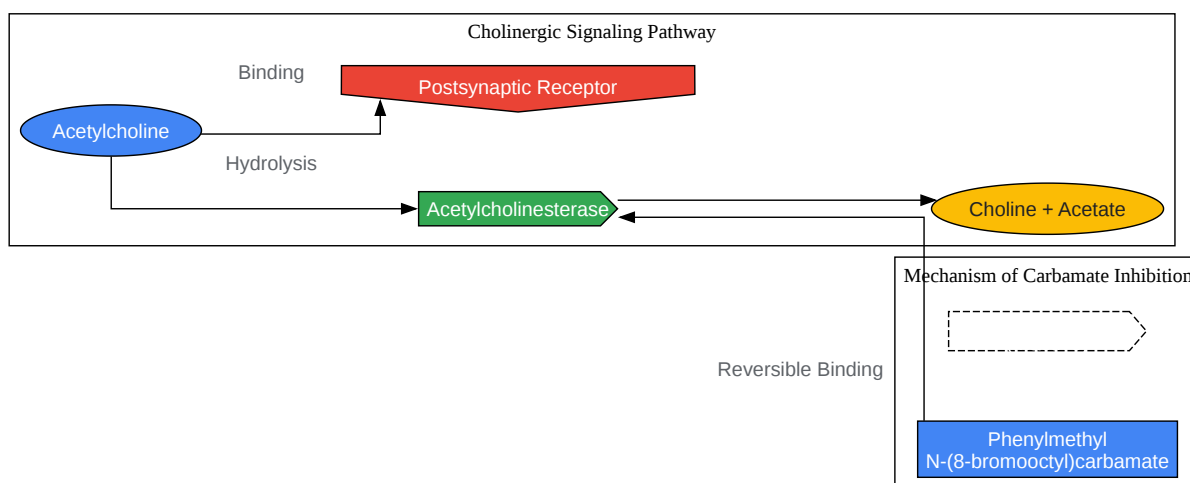 Cholinergic Signaling Pathway
Binding
Postsynaptic Receptor
Acetylcholine
Hydrolysis
Acetylcholinesterase
Choline + Acetate
Mechanism of Carbamate Inhibition
Reversible Binding
Phenylmethyl
N-(8-bromooctyl)carbamate